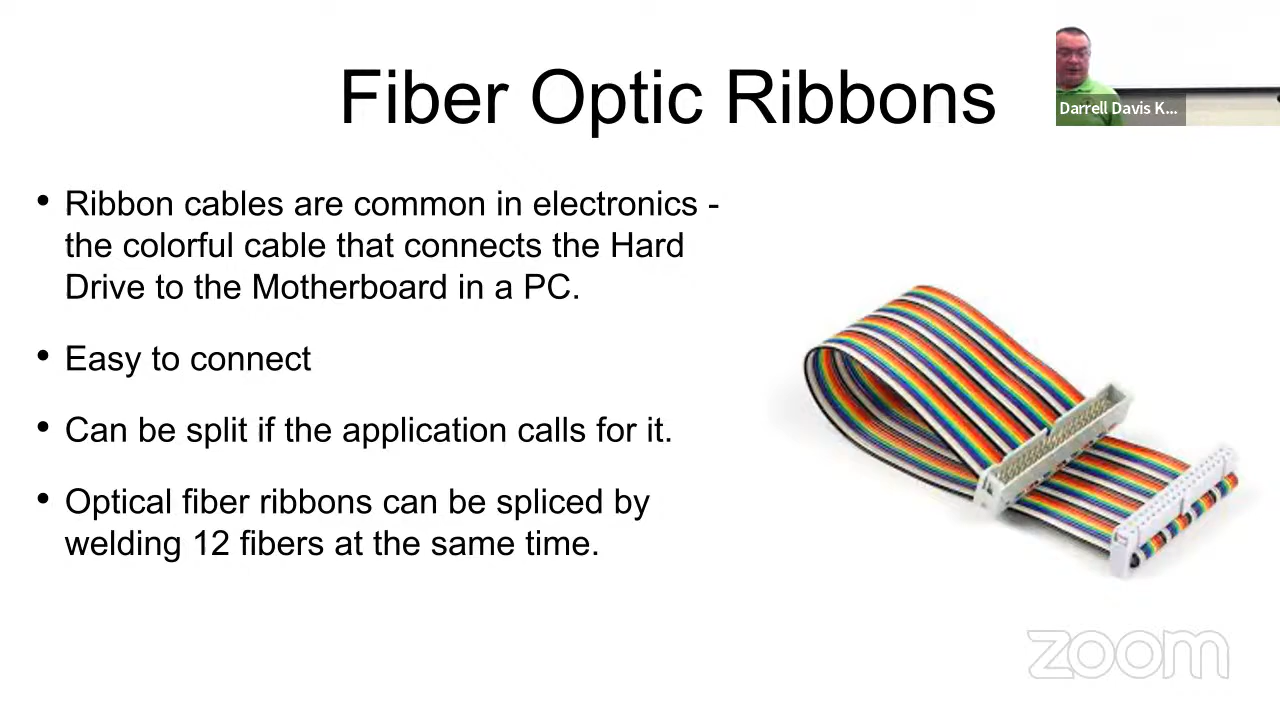 Fiber Optic Ribbons
Darrell Davis K...
• Ribbon cables are common in electronics -
the colorful cable that connects the Hard
Drive to the Motherboard in a PC.
• Easy to connect
• Can be split if the application calls for it.
• Optical fiber ribbons can be spliced by
welding 12 fibers at the same time.
zoom